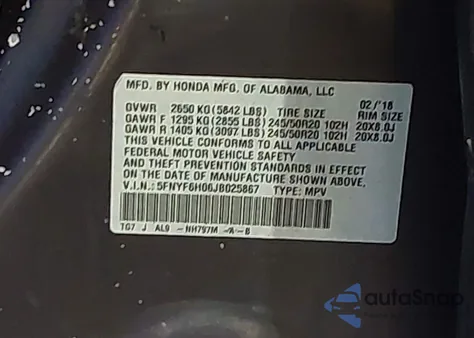 MFD. BY HONDA MFG. OF ALABAMA, LLC
02/'18
GVWR 2650 KG (5842 LBS) TIRE SIZE RIM SIZE
GAWR F 1295 KG (2855 LBS) 245/50R20 102H 20X8.0J
GAWR R 1405 KG (3097 LBS) 245/50R20 102H 20X8.0J
THIS VEHICLE CONFORMS TO ALL APPLICABLE
FEDERAL MOTOR VEHICLE SAFETY
AND THEFT PREVENTION STANDARDS IN EFFECT
ON THE DATE OF MANUFACTURE SHOWN ABOVE.
V.I.N.: 5FNYF6H06JB025867 TYPE: MPV
TG7 J AL9 -NH797M -A-B
autoSnap